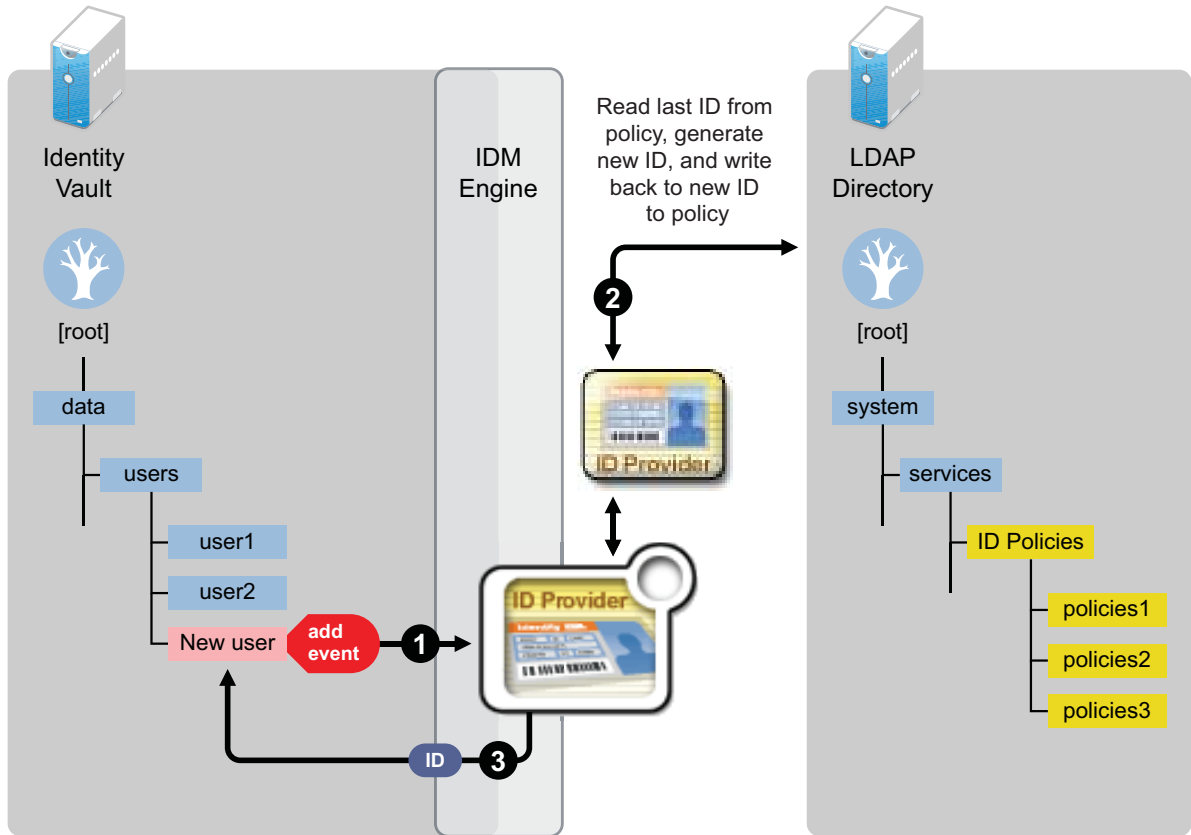 Identity
Vault
[root]
data
users
user1
user2
New user
add
event
1
IDM
Engine
Read last ID from
policy, generate
new ID, and write
back to new ID
to policy
2
ID Provider
ID Provider
Identify
3
ID
LDAP
Directory
[root]
system
services
ID Policies
policies1
policies2
policies3